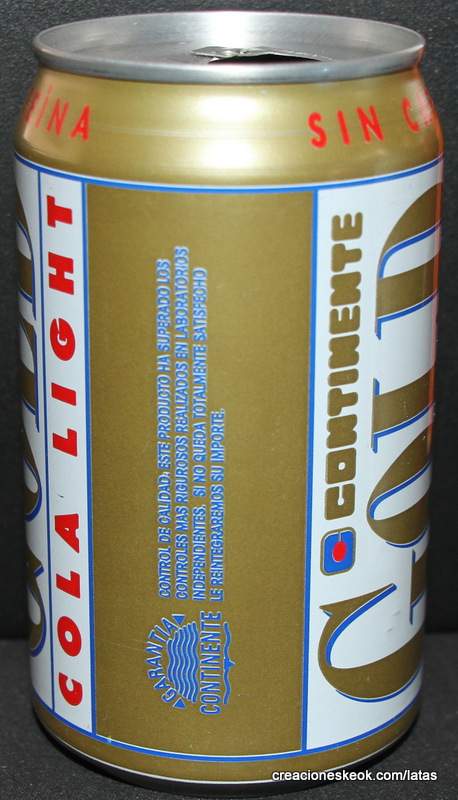 SIN
COLA LIGHT
GARANTIA
CONTINENTE
CONTROL DE CALIDAD. ESTE PRODUCTO HA SUPERADO LOS
CONTROLES MAS RIGUROSOS REALIZADOS EN LABORATORIOS
INDEPENDIENTES. SI NO QUEDA TOTALMENTE SATISFECHO
LE REINTEGRAREMOS SU IMPORTE.
CONTINENTE
GOLD
creacioneskeok.com/latas